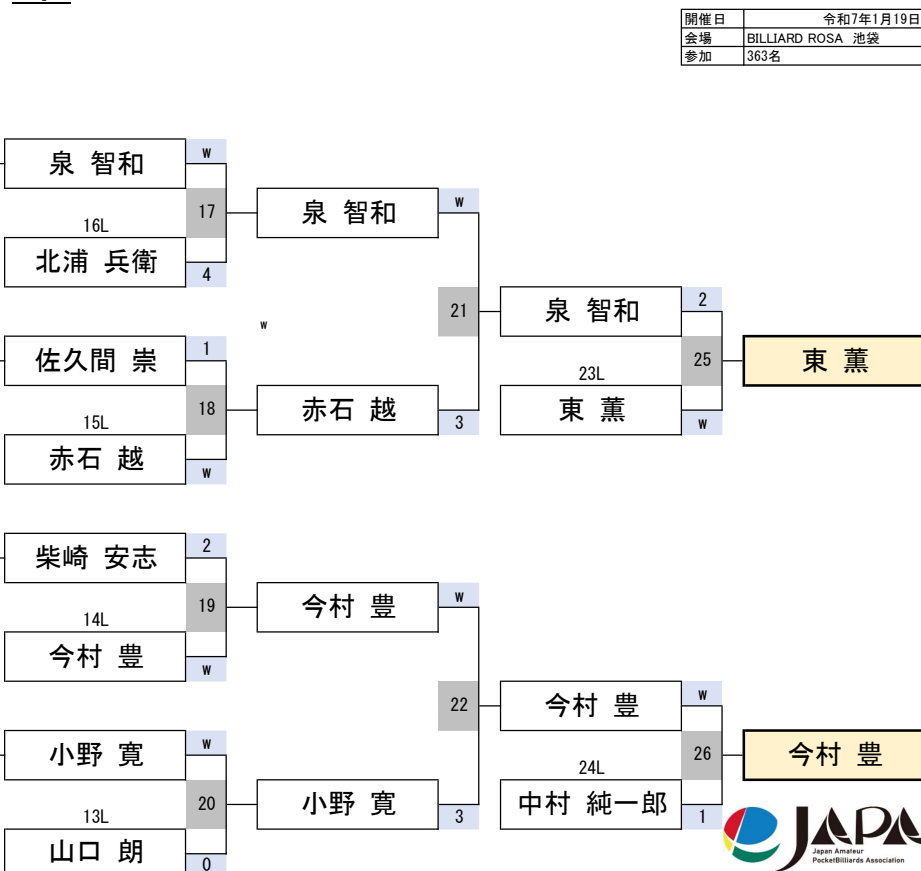 開催日 令和7年1月19日
会場 BILLIARD ROSA 池袋
参加 363名
泉 智和 W
17
16L
北浦 兵衛 4
泉 智和 W
佐久間 崇 1
18
15L
赤石 越 W
w
赤石 越 3
21
泉 智和 2
25
23L
東 薫 W
東 薫
柴崎 安志 2
19
14L
今村 豊 W
今村 豊 W
小野 寛 W
20
13L
山口 朗 0
小野 寛 3
22
今村 豊 W
26
24L
中村 純一郎 1
今村 豊
JAPA
Japan Amateur
PocketBilliards Association